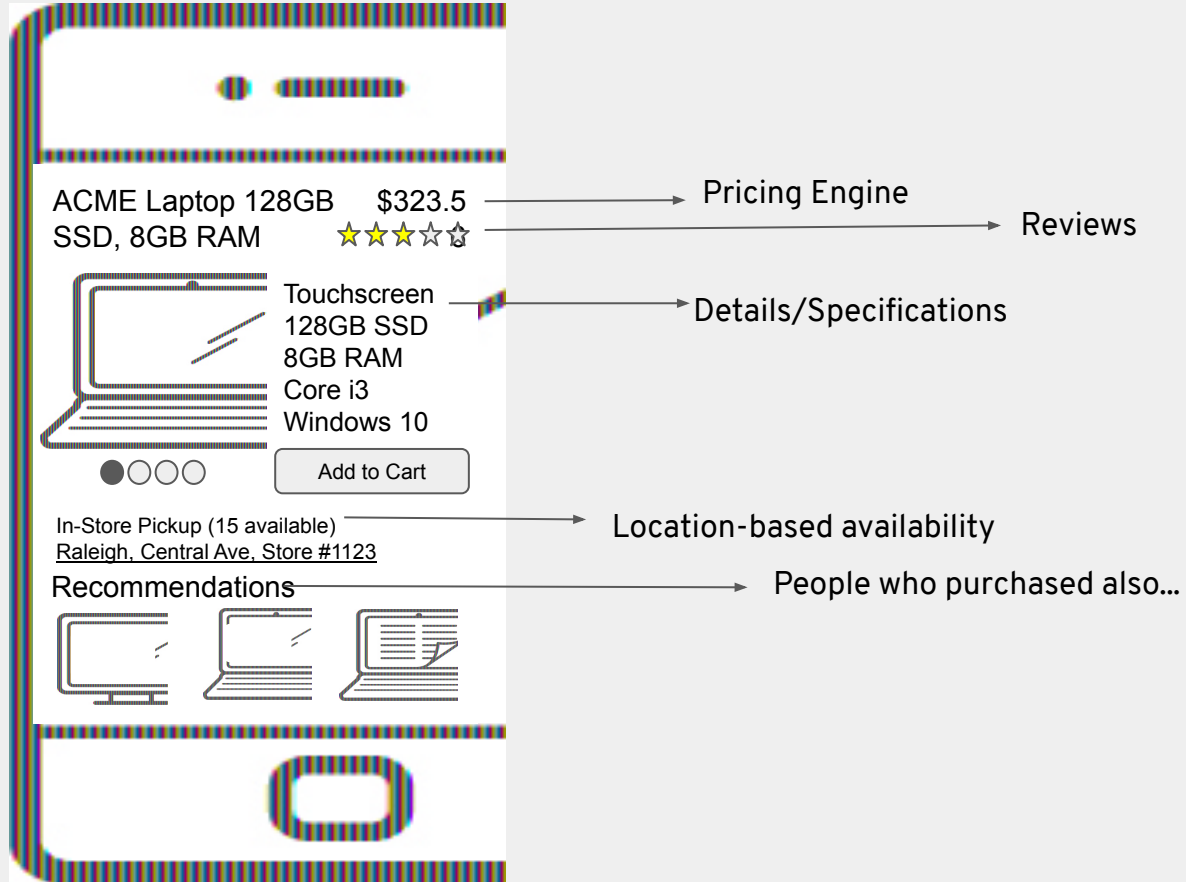 ACME Laptop 128GB $323.5
SSD, 8GB RAM
Pricing Engine
Reviews
Touchscreen
128GB SSD
8GB RAM
Core i3
Windows 10
Details/Specifications
Add to Cart
In-Store Pickup (15 available)
Raleigh, Central Ave, Store #1123
Location-based availability
Recommendations
People who purchased also...